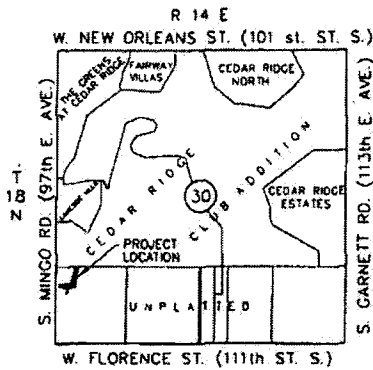 R 14 E
W. NEW ORLEANS ST. (101 st. ST. S.)
THE GREENS
AT CEDAR RIDGE
FAIRWAY
VILLAS
CEDAR RIDGE
NORTH
S. MINGO RD. (97th E. AVE.)
T
18
N
S. GARNETT RD. (113th E. AVE.)
CEDAR RIDGE
CLUB ADDITION
30
CEDAR RIDGE
ESTATES
PROJECT
LOCATION
UNPLATTED
W. FLORENCE ST. (111th ST. S.)